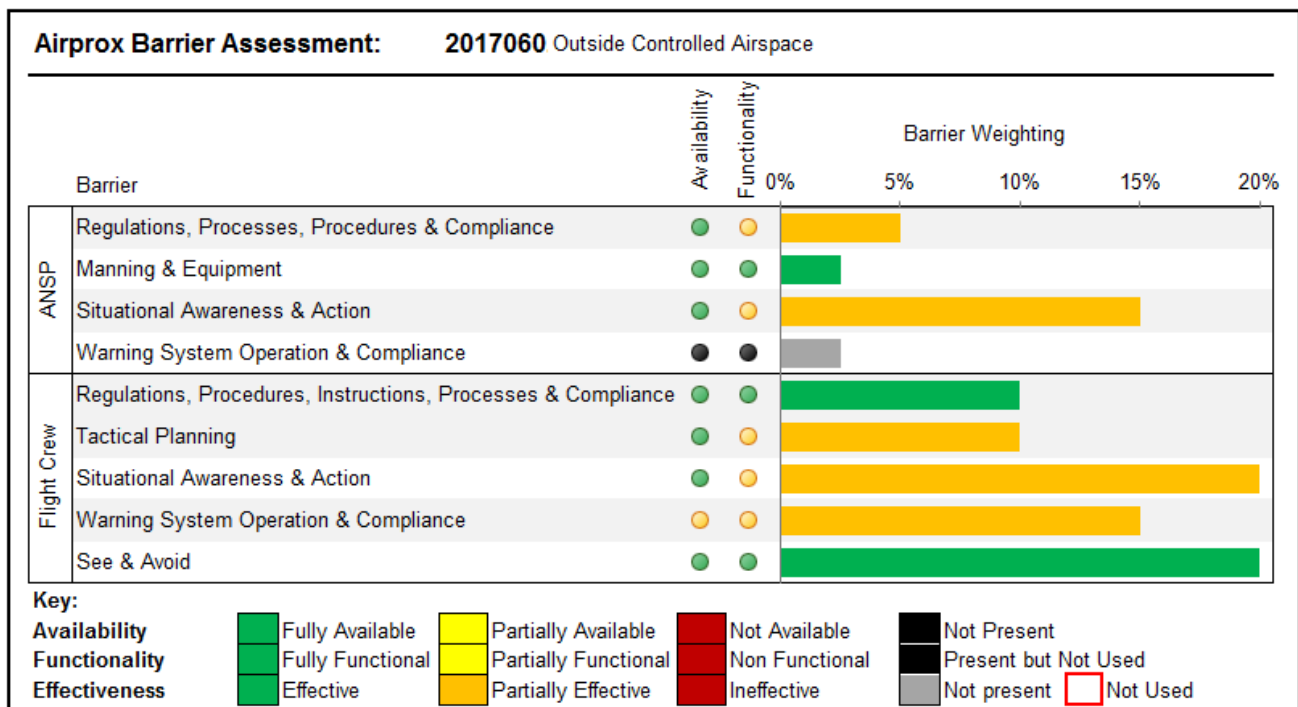 Airprox Barrier Assessment: 2017060 Outside Controlled Airspace
Barrier
Availability
Functionality
Barrier Weighting
0% 5% 10% 15% 20%
ANSP
Regulations, Processes, Procedures & Compliance
Manning & Equipment
Situational Awareness & Action
Warning System Operation & Compliance
Flight Crew
Regulations, Procedures, Instructions, Processes & Compliance
Tactical Planning
Situational Awareness & Action
Warning System Operation & Compliance
See & Avoid
Key:
Availability Fully Available Partially Available Not Available Not Present
Functionality Fully Functional Partially Functional Non Functional Present but Not Used
Effectiveness Effective Partially Effective Ineffective Not present Not Used